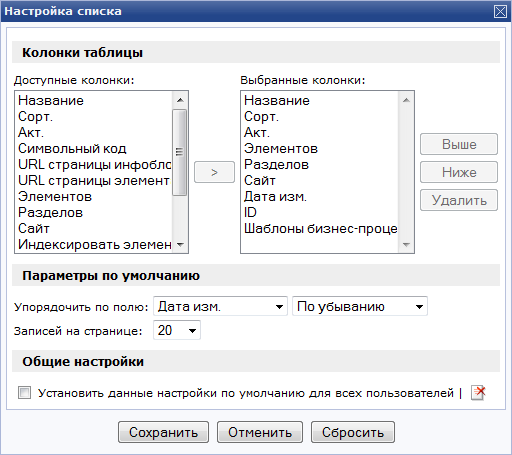 Настройка списка
Колонки таблицы
Доступные колонки:
Выбранные колонки:
Название
Сорт.
Акт.
Символьный код
URL страницы инфобло
URL страницы элемент
Элементов
Разделов
Сайт
Индексировать элемен
>
Название
Сорт.
Акт.
Элементов
Разделов
Сайт
Дата изм.
ID
Шаблоны бизнес-проце
Выше
Ниже
Удалить
Параметры по умолчанию
Упорядочить по полю: Дата изм. По убыванию
Записей на странице: 20
Общие настройки
Установить данные настройки по умолчанию для всех пользователей |
Сохранить Отменить Сбросить